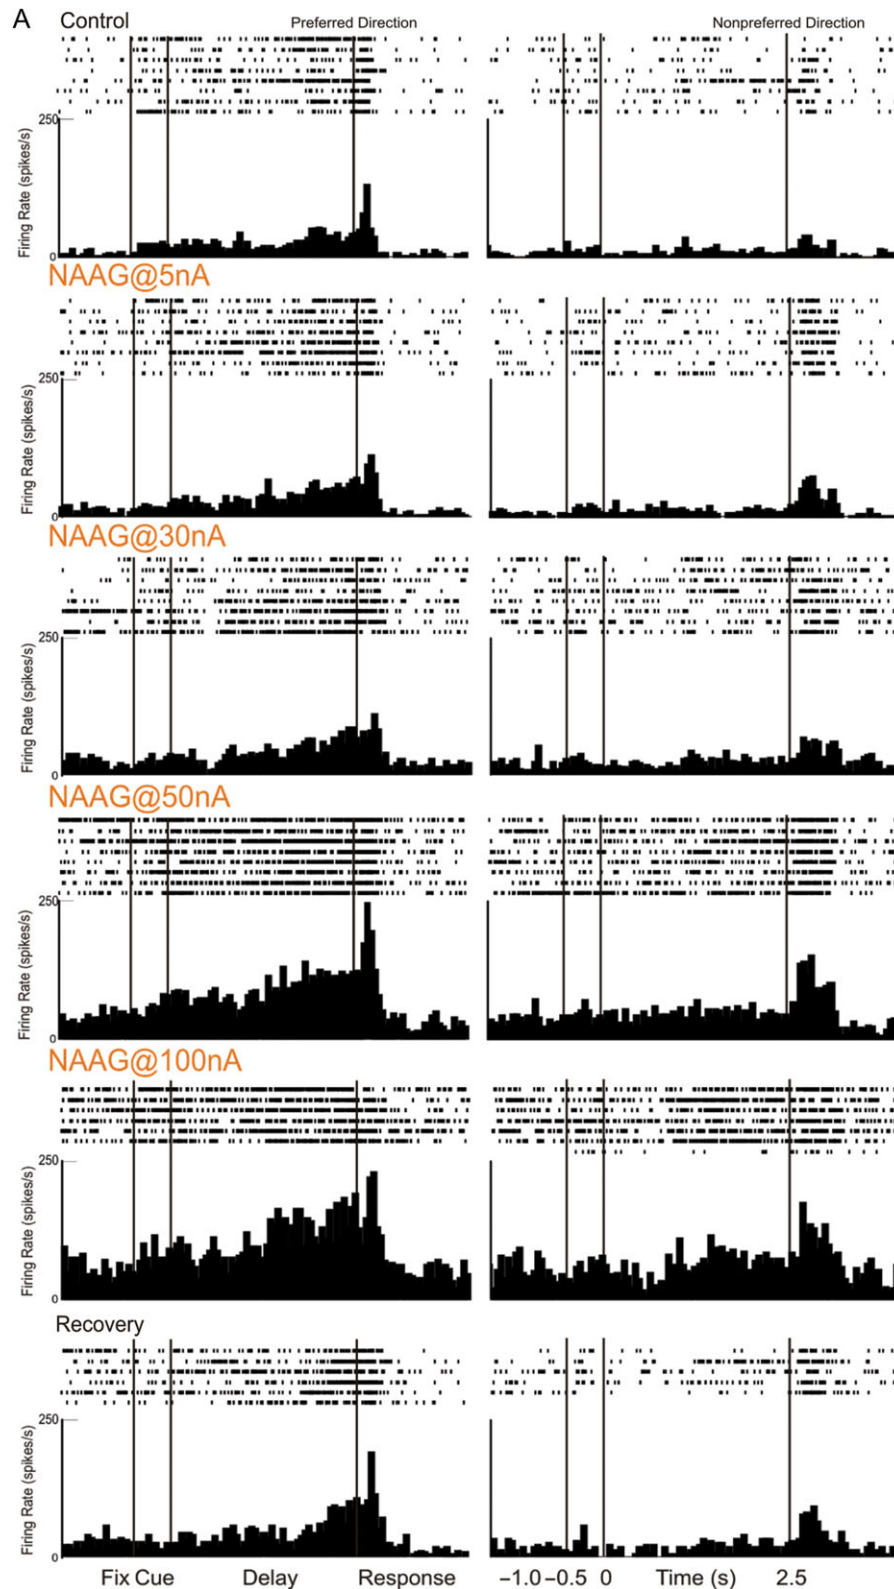 A
Control
Preferred Direction
Nonpreferred Direction
250
Firing Rate (spikes/s)
0
NAAG@5nA
250
Firing Rate (spikes/s)
0
NAAG@30nA
250
Firing Rate (spikes/s)
0
NAAG@50nA
250
Firing Rate (spikes/s)
0
NAAG@100nA
250
Firing Rate (spikes/s)
0
Recovery
250
Firing Rate (spikes/s)
0
Fix Cue Delay Response
−1.0 −0.5 0 Time (s) 2.5